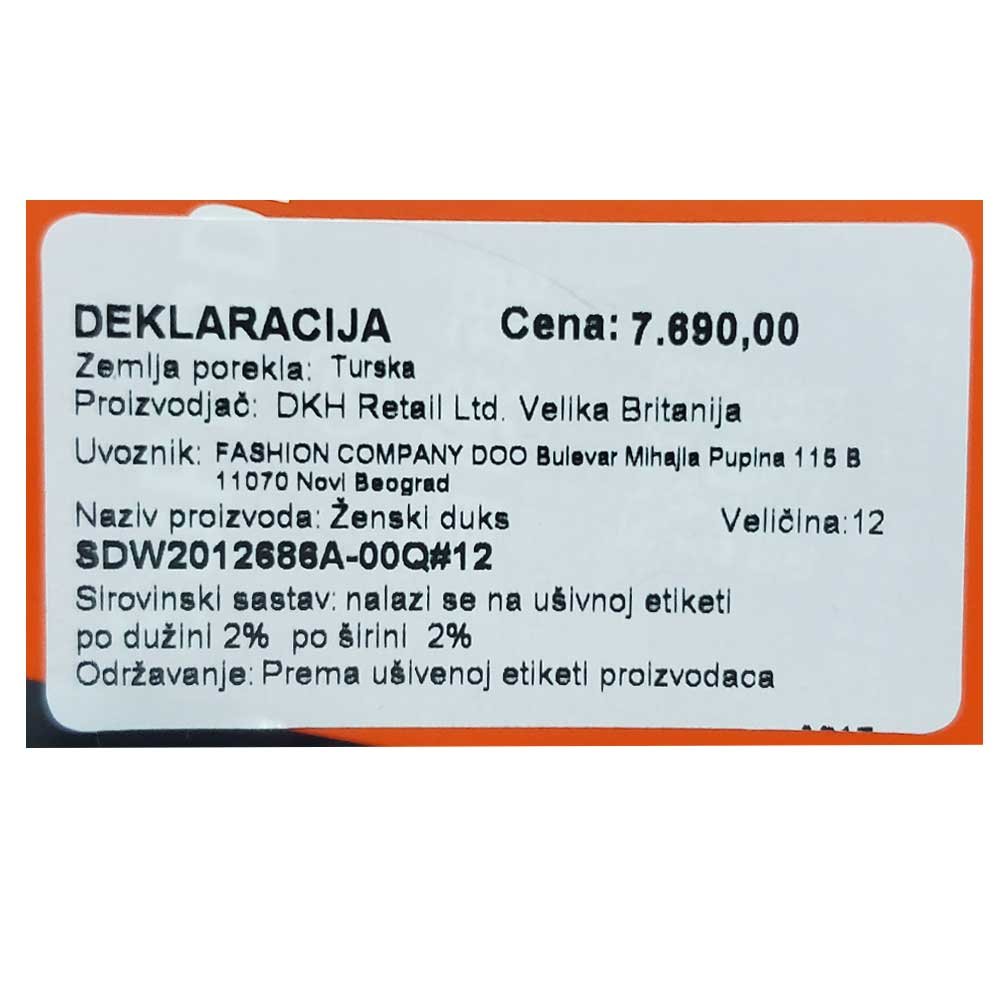 DEKLARACIJA Cena: 7.690,00
Zemlja porekla: Turska
Proizvodjač: DKH Retail Ltd. Velika Britanija
Uvoznik: FASHION COMPANY DOO Bulevar Mihajla Pupina 115 B
11070 Novi Beograd
Naziv proizvoda: Ženski duks Veličina:12
SDW2012686A-00Q#12
Sirovinski sastav: nalazi se na ušivnoj etiketi
po dužini 2% po širini 2%
Održavanje: Prema ušivenoj etiketi proizvodaca